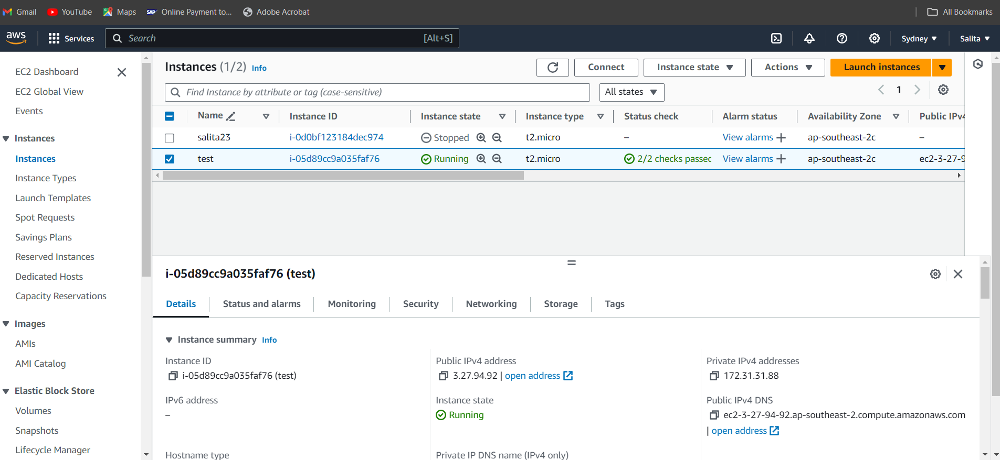 Gmail YouTube Maps SAP Online Payment to... Adobe Acrobat All Bookmarks
aws Services Search [Alt+S] Sydney Salita
EC2 Dashboard
EC2 Global View
Events
Instances
Instances
Instance Types
Launch Templates
Spot Requests
Savings Plans
Reserved Instances
Dedicated Hosts
Capacity Reservations
Images
AMIs
AMI Catalog
Elastic Block Store
Volumes
Snapshots
Lifecycle Manager
Instances (1/2) Info Connect Instance state Actions Launch instances
Find Instance by attribute or tag (case-sensitive) All states 1
Name Instance ID Instance state Instance type Status check Alarm status Availability Zone Public IPv4
salita23 i-0d0bf123184dec974 Stopped t2.micro – View alarms + ap-southeast-2c –
test i-05d89cc9a035faf76 Running t2.micro 2/2 checks passec View alarms + ap-southeast-2c ec2-3-27-9
i-05d89cc9a035faf76 (test)
Details Status and alarms Monitoring Security Networking Storage Tags
Instance summary Info
Instance ID
i-05d89cc9a035faf76 (test)
Public IPv4 address
3.27.94.92 | open address
Private IPv4 addresses
172.31.31.88
IPv6 address
–
Instance state
Running
Public IPv4 DNS
ec2-3-27-94-92.ap-southeast-2.compute.amazonaws.com
| open address
Hostname type
Private IP DNS name (IPv4 only)